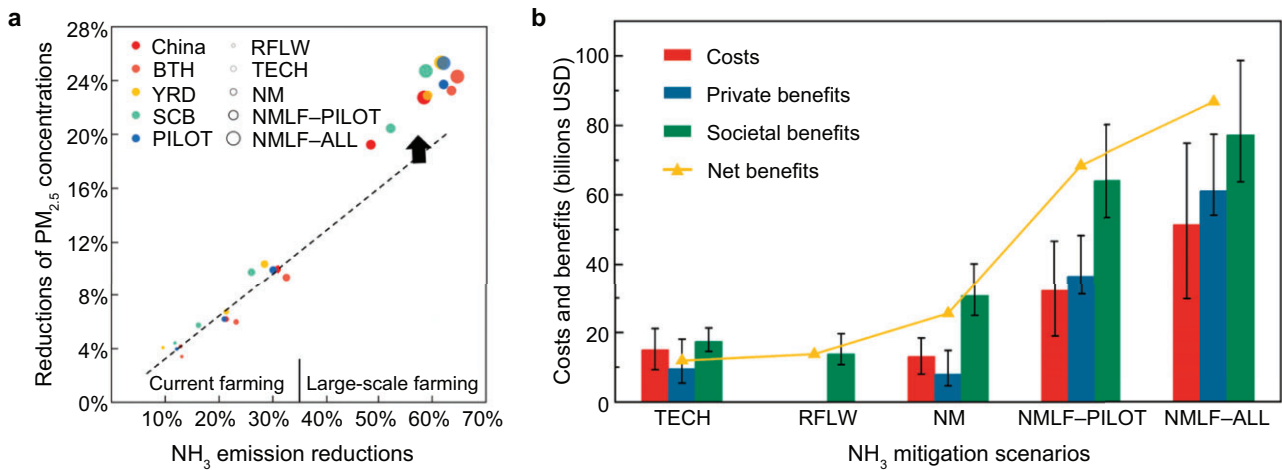 a
Reductions of PM2.5 concentrations
28%
24%
20%
16%
12%
8%
4%
0%
China
BTH
YRD
SCB
PILOT
RFLW
TECH
NM
NMLF–PILOT
NMLF–ALL
Current farming
Large-scale farming
10% 20% 30% 40% 50% 60% 70%
NH3 emission reductions
b
Costs and benefits (billions USD)
100
80
60
40
20
0
Costs
Private benefits
Societal benefits
Net benefits
TECH RFLW NM NMLF–PILOT NMLF–ALL
NH3 mitigation scenarios